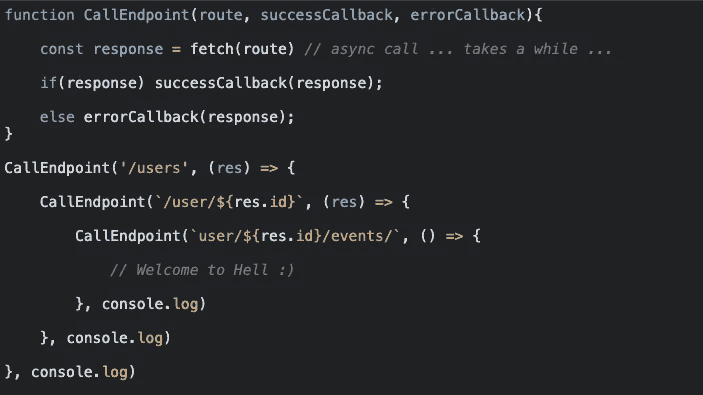 function CallEndpoint(route, successCallback, errorCallback){
const response = fetch(route) // async call ... takes a while ...
if(response) successCallback(response);
else errorCallback(response);
}
CallEndpoint('/users', (res) => {
CallEndpoint(`/user/${res.id}`, (res) => {
CallEndpoint(`user/${res.id}/events/`, () => {
// Welcome to Hell :)
}, console.log)
}, console.log)
}, console.log)